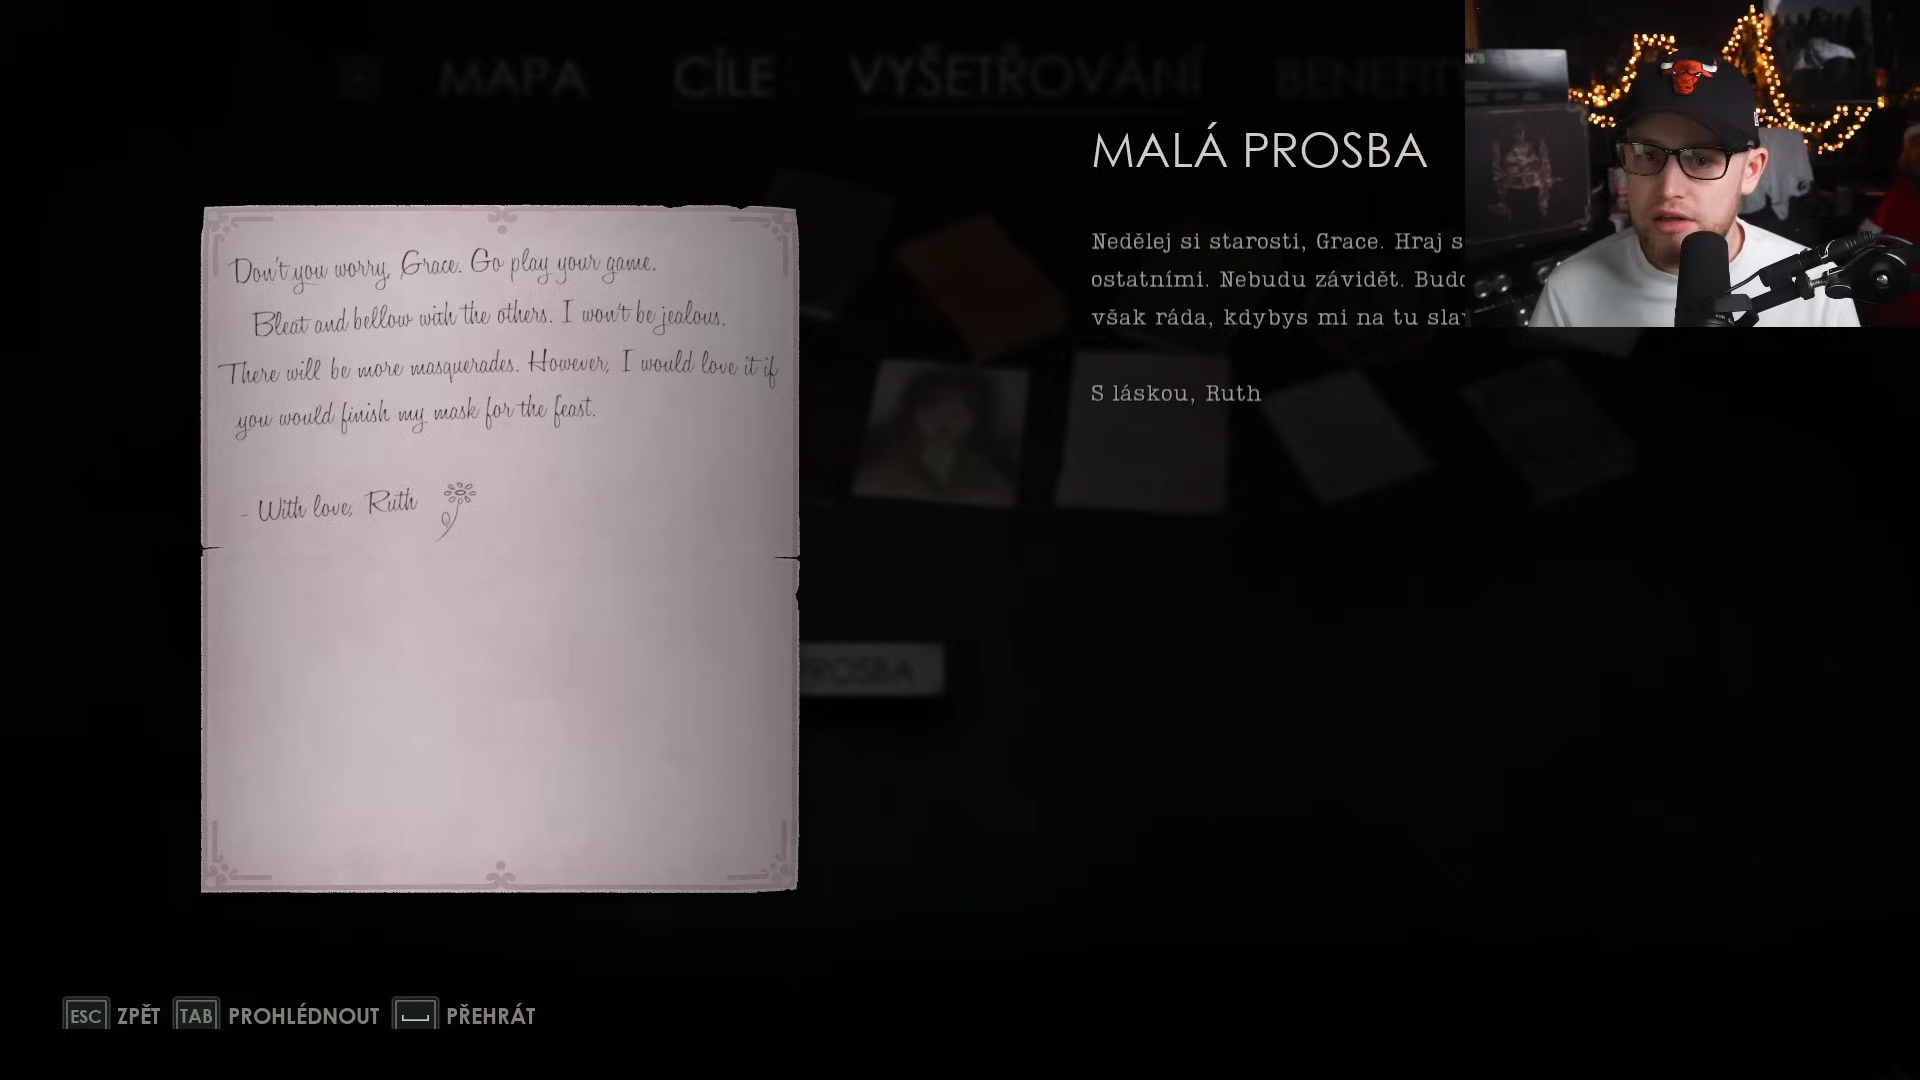 MAPA CÍLE VYŠETŘOVÁNÍ BENEFIT
MALÁ PROSBA
Don't you worry, Grace. Go play your game.
Bleat and bellow with the others. I won't be jealous.
There will be more masquerades. However, I would love it if
you would finish my mask for the feast.
- With love, Ruth
Nedělej si starosti, Grace. Hraj s
ostatními. Nebudu závidět.
však ráda, kdybys mi na tu
S láskou, Ruth
PROSBA
ESC ZPĚT TAB PROHLÉDNOUT PŘEHRÁT